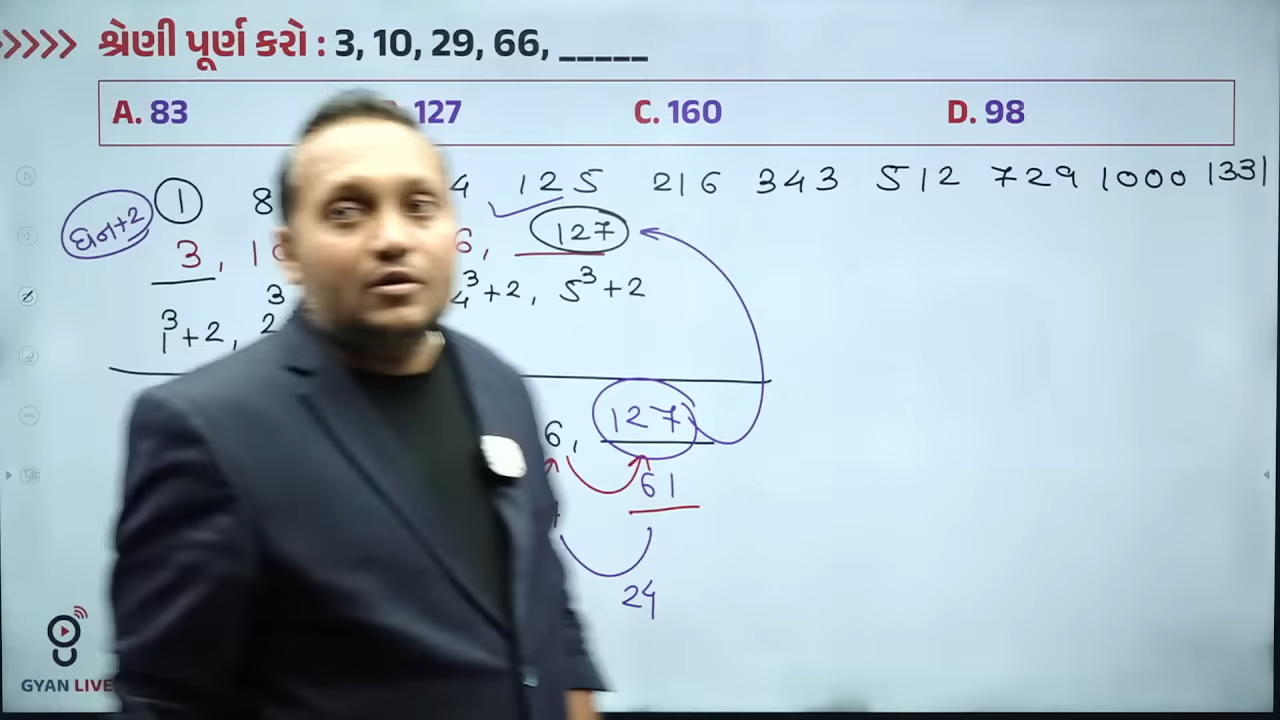 શ્રેણી પૂર્ણ કરો : 3, 10, 29, 66, _____
A. 83 127 C. 160 D. 98
1 8 4 125 216 343 512 729 1000 1331
ઘન+2
3, 10 6, 127
1³+2, 2 3 4³+2, 5³+2
6, 127
61
24
GYAN LIVE